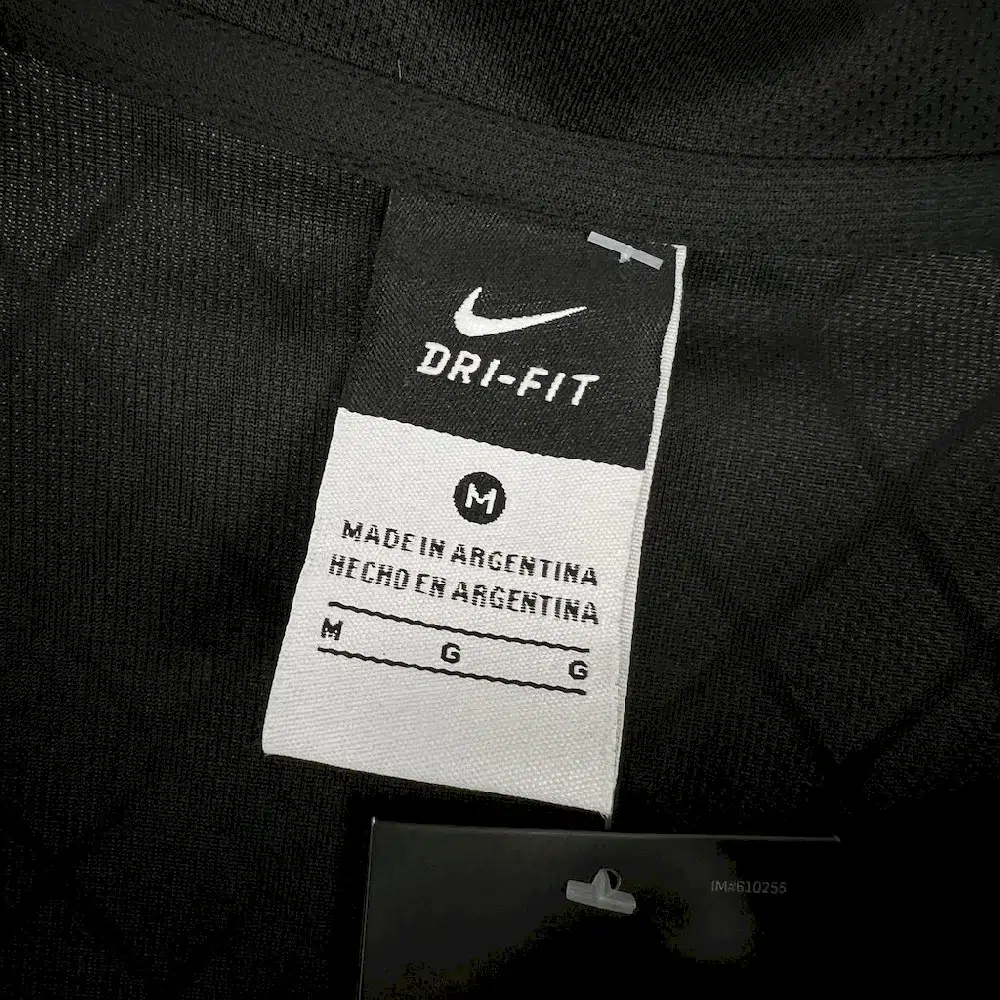 DRI-FIT
M
MADE IN ARGENTINA
HECHO EN ARGENTINA
M G G
IM#610255